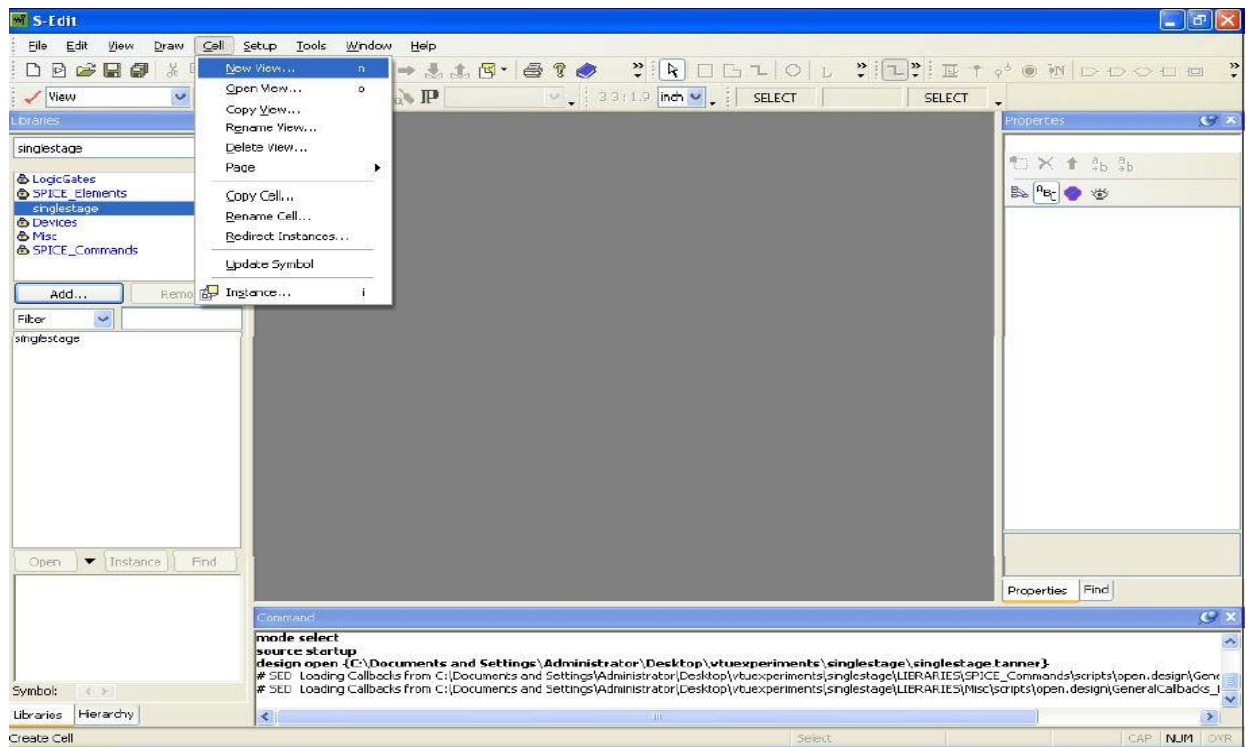 S-Edit
File Edit View Draw Cell Setup Tools Window Help
View
3.3:1.9 inch SELECT SELECT
New View... n
Open View... o
Copy View...
Rename View...
Delete View...
Page
Copy Cell...
Rename Cell...
Redirect Instances...
Update Symbol
Instance... i
Libraries
singlestage
LogicGates
SPICE_Elements
singlestage
Devices
Misc
SPICE_Commands
Add...
Filter
singlestage
Open Instance Find
Symbol:
Libraries Hierarchy
Properties
Properties Find
Command
mode select
source startup
design open {C:\Documents and Settings\Administrator\Desktop\vtuexperiments\singlestage\singlestage.tanner}
# SED Loading Callbacks from C:\Documents and Settings\Administrator\Desktop\vtuexperiments\singlestage\LIBRARIES\SPICE_Commands\scripts\open.design\Gene
# SED Loading Callbacks from C:\Documents and Settings\Administrator\Desktop\vtuexperiments\singlestage\LIBRARIES\Misc\scripts\open.design\GeneralCallbacks_
Create Cell Select CAP NUM OVR